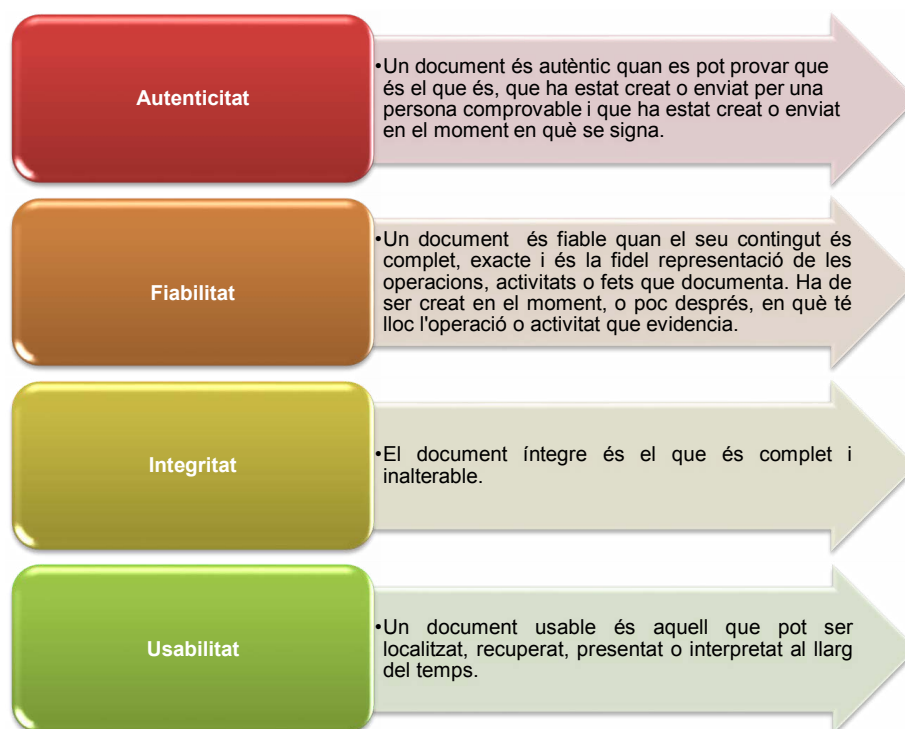 Autenticitat
•Un document és autèntic quan es pot provar que
és el que és, que ha estat creat o enviat per una
persona comprovable i que ha estat creat o enviat
en el moment en què se signa.
Fiabilitat
•Un document és fiable quan el seu contingut és
complet, exacte i és la fidel representació de les
operacions, activitats o fets que documenta. Ha de
ser creat en el moment, o poc després, en què té
lloc l'operació o activitat que evidencia.
Integritat
•El document íntegre és el que és complet i
inalterable.
Usabilitat
•Un document usable és aquell que pot ser
localitzat, recuperat, presentat o interpretat al llarg
del temps.